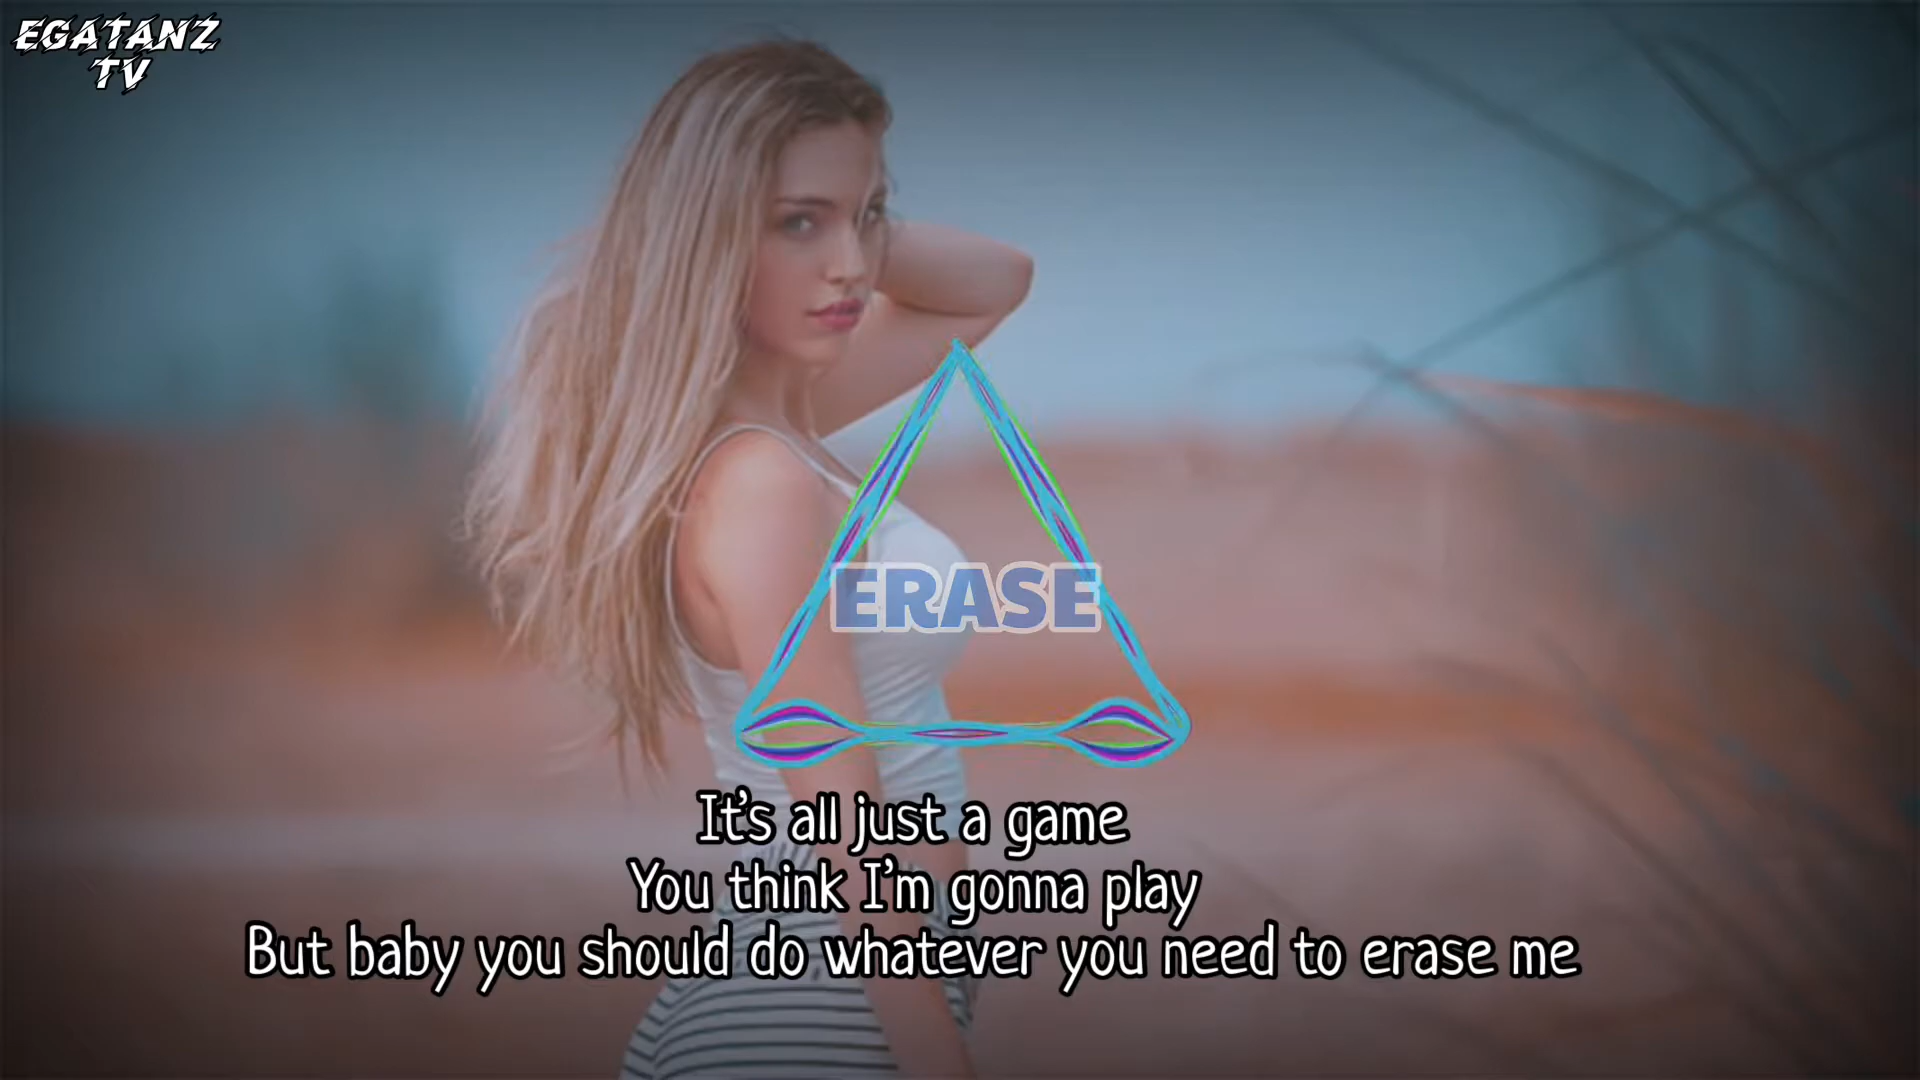 EGATANZ
TV
ERASE
It's all just a game
You think I'm gonna play
But baby you should do whatever you need to erase me